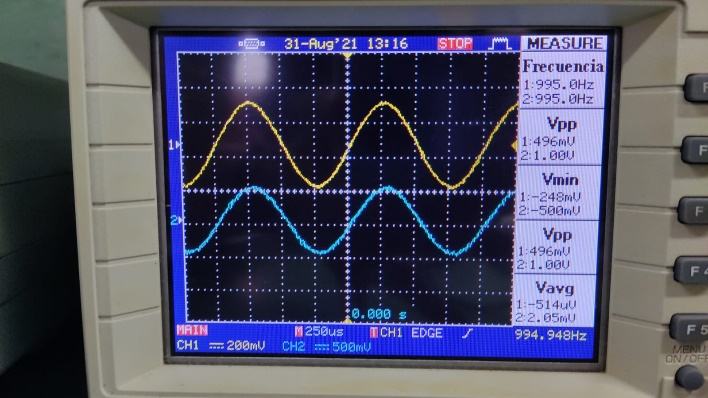 31-Aug'21 13:16 STOP MEASURE
Frecuencia
1:995.0Hz
2:995.0Hz
Vpp
1:496mV
2:1.00V
Vmin
1:-248mV
2:-500mV
Vpp
1:496mV
2:1.00V
Vavg
1:-514uV
2:2.05mV
1
2
0.000 s
MAIN M 250us T CH1 EDGE 994.948Hz
CH1 200mV CH2 500mV
F
F
F
F 4
F 5
MENU
ON/OFF